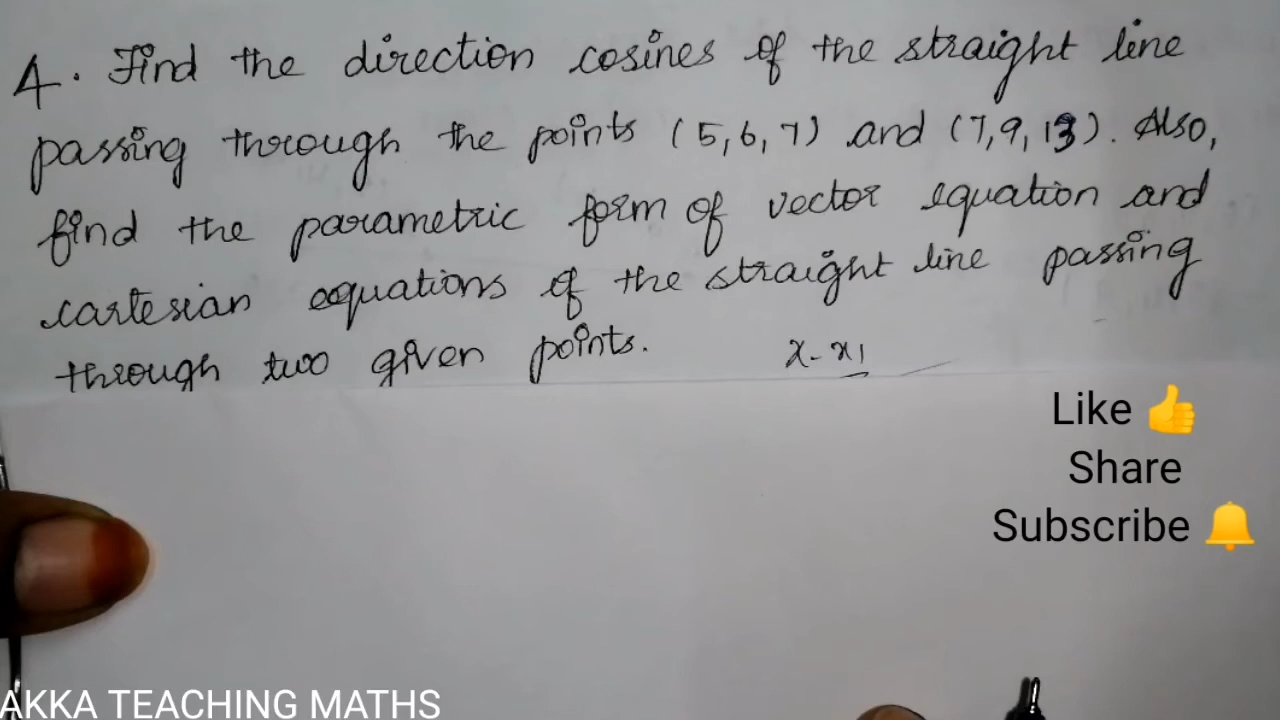 4. Find the direction cosines of the straight line
passing through the points (5,6,7) and (7,9,13). Also,
find the parametric form of vector equation and
cartesian equations of the straight line passing
through two given points.
x-x1
Like 👍
Share
Subscribe 🔔
AKKA TEACHING MATHS